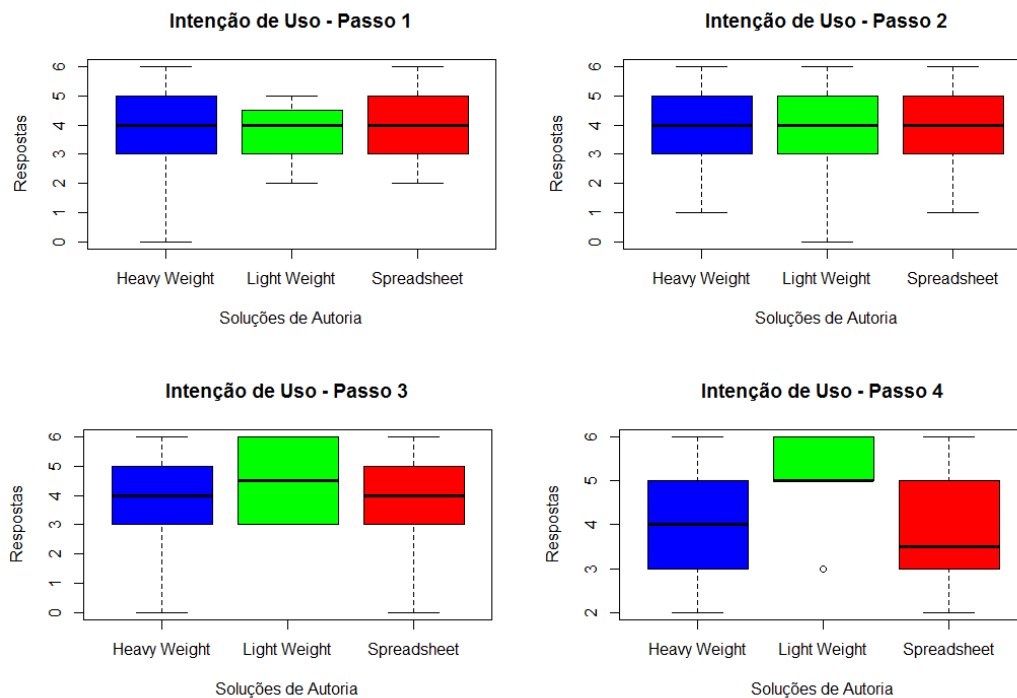 Intenção de Uso - Passo 1
Respostas
6
5
4
3
2
1
0
Heavy Weight Light Weight Spreadsheet
Soluções de Autoria
Intenção de Uso - Passo 2
Respostas
6
5
4
3
2
1
0
Heavy Weight Light Weight Spreadsheet
Soluções de Autoria
Intenção de Uso - Passo 3
Respostas
6
5
4
3
2
1
0
Heavy Weight Light Weight Spreadsheet
Soluções de Autoria
Intenção de Uso - Passo 4
Respostas
6
5
4
3
2
Heavy Weight Light Weight Spreadsheet
Soluções de Autoria